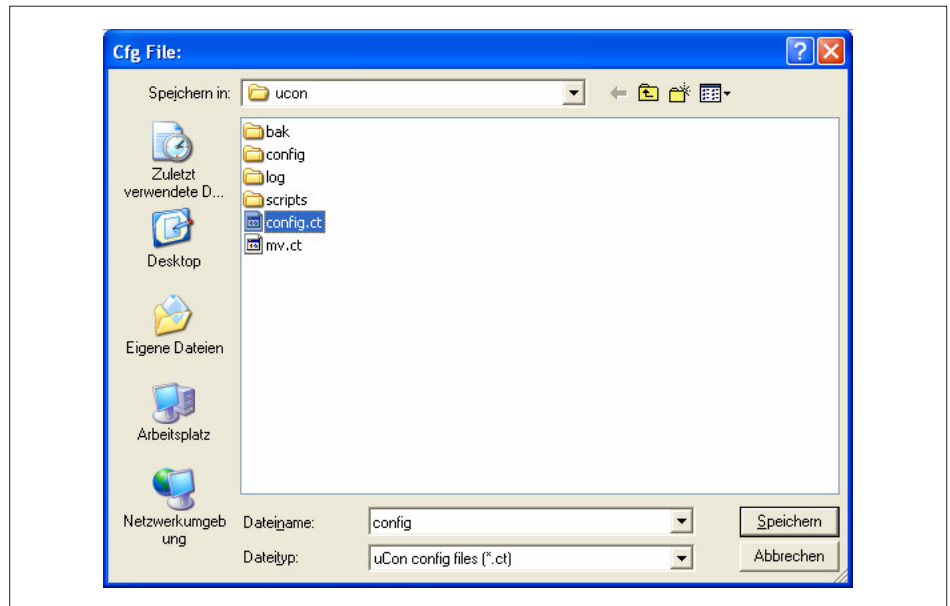 Cfg File:
Speichern in:
ucon
Zuletzt
verwendete D...
Desktop
Eigene Dateien
Arbeitsplatz
Netzwerkumgeb
ung
bak
config
log
scripts
config.ct
mv.ct
Dateiname:
config
Speichern
Dateityp:
uCon config files (*.ct)
Abbrechen